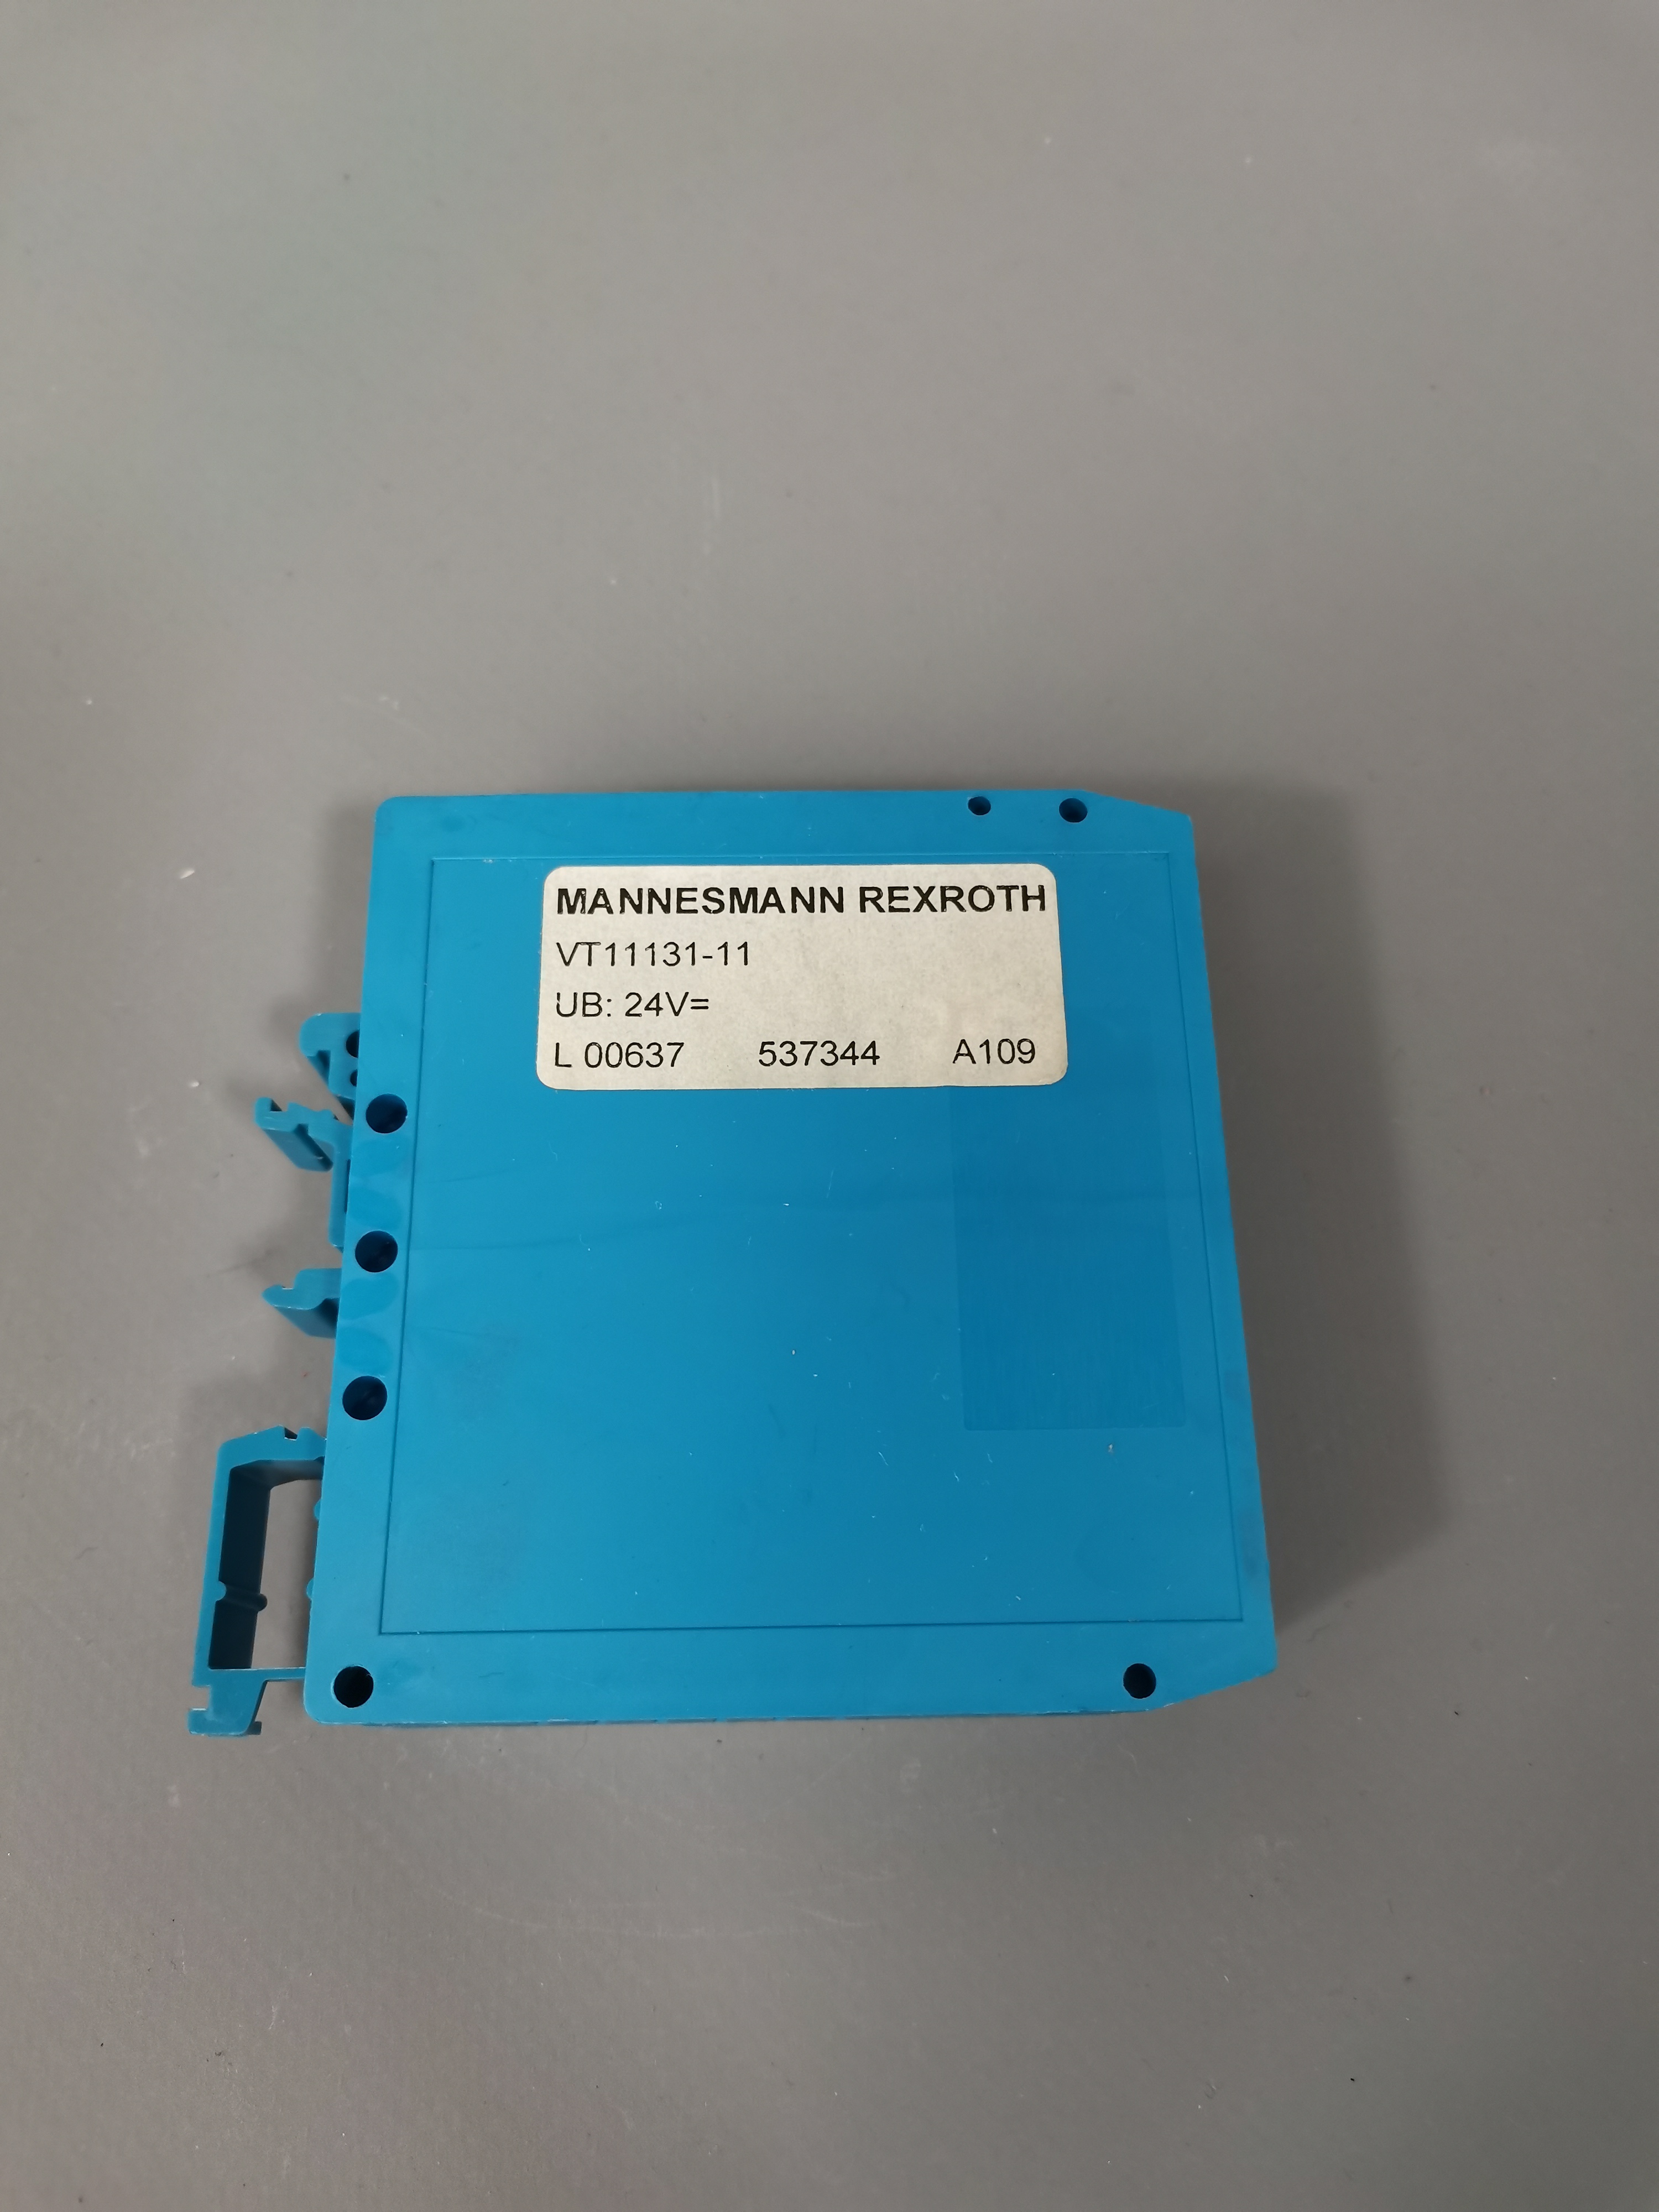 MANNESMANN REXROTH
VT11131-11
UB: 24V=
L 00637 537344 A109